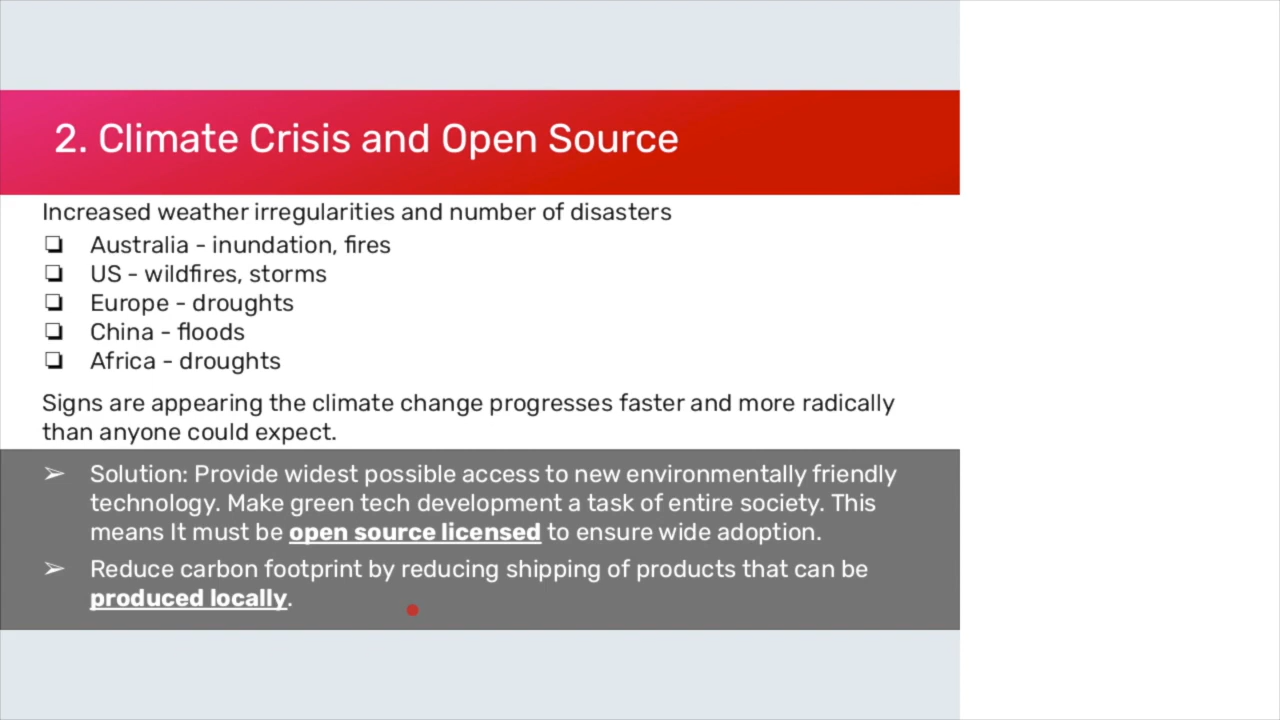 2. Climate Crisis and Open Source
Increased weather irregularities and number of disasters
❏ Australia - inundation, fires
❏ US - wildfires, storms
❏ Europe - droughts
❏ China - floods
❏ Africa - droughts
Signs are appearing the climate change progresses faster and more radically
than anyone could expect.
➢ Solution: Provide widest possible access to new environmentally friendly
technology. Make green tech development a task of entire society. This
means It must be open source licensed to ensure wide adoption.
➢ Reduce carbon footprint by reducing shipping of products that can be
produced locally.